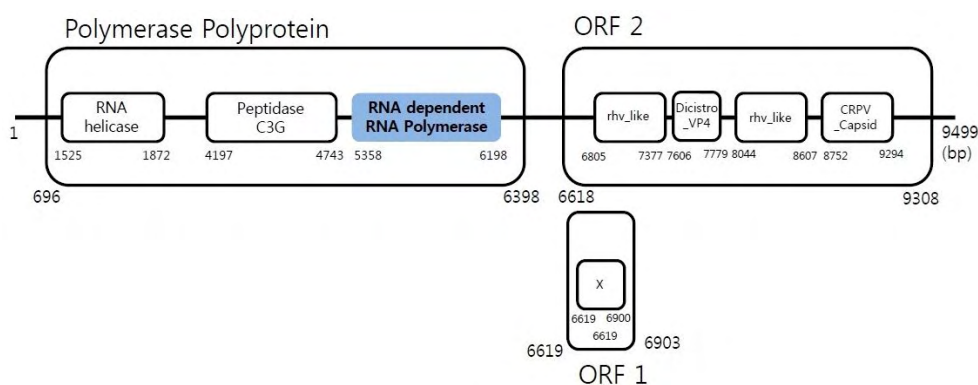 Polymerase Polyprotein
ORF 2
RNA helicase
Peptidase C3G
RNA dependent RNA Polymerase
rhv_like
Dicistro _VP4
rhv_like
CRPV _Capsid
1
9499 (bp)
1525 1872 4197 4743 5358 6198
6805 7377 7606 7779 8044 8607 8752 9294
696 6398 6618 9308
X
6619 6900
6619
6619 6903
ORF 1